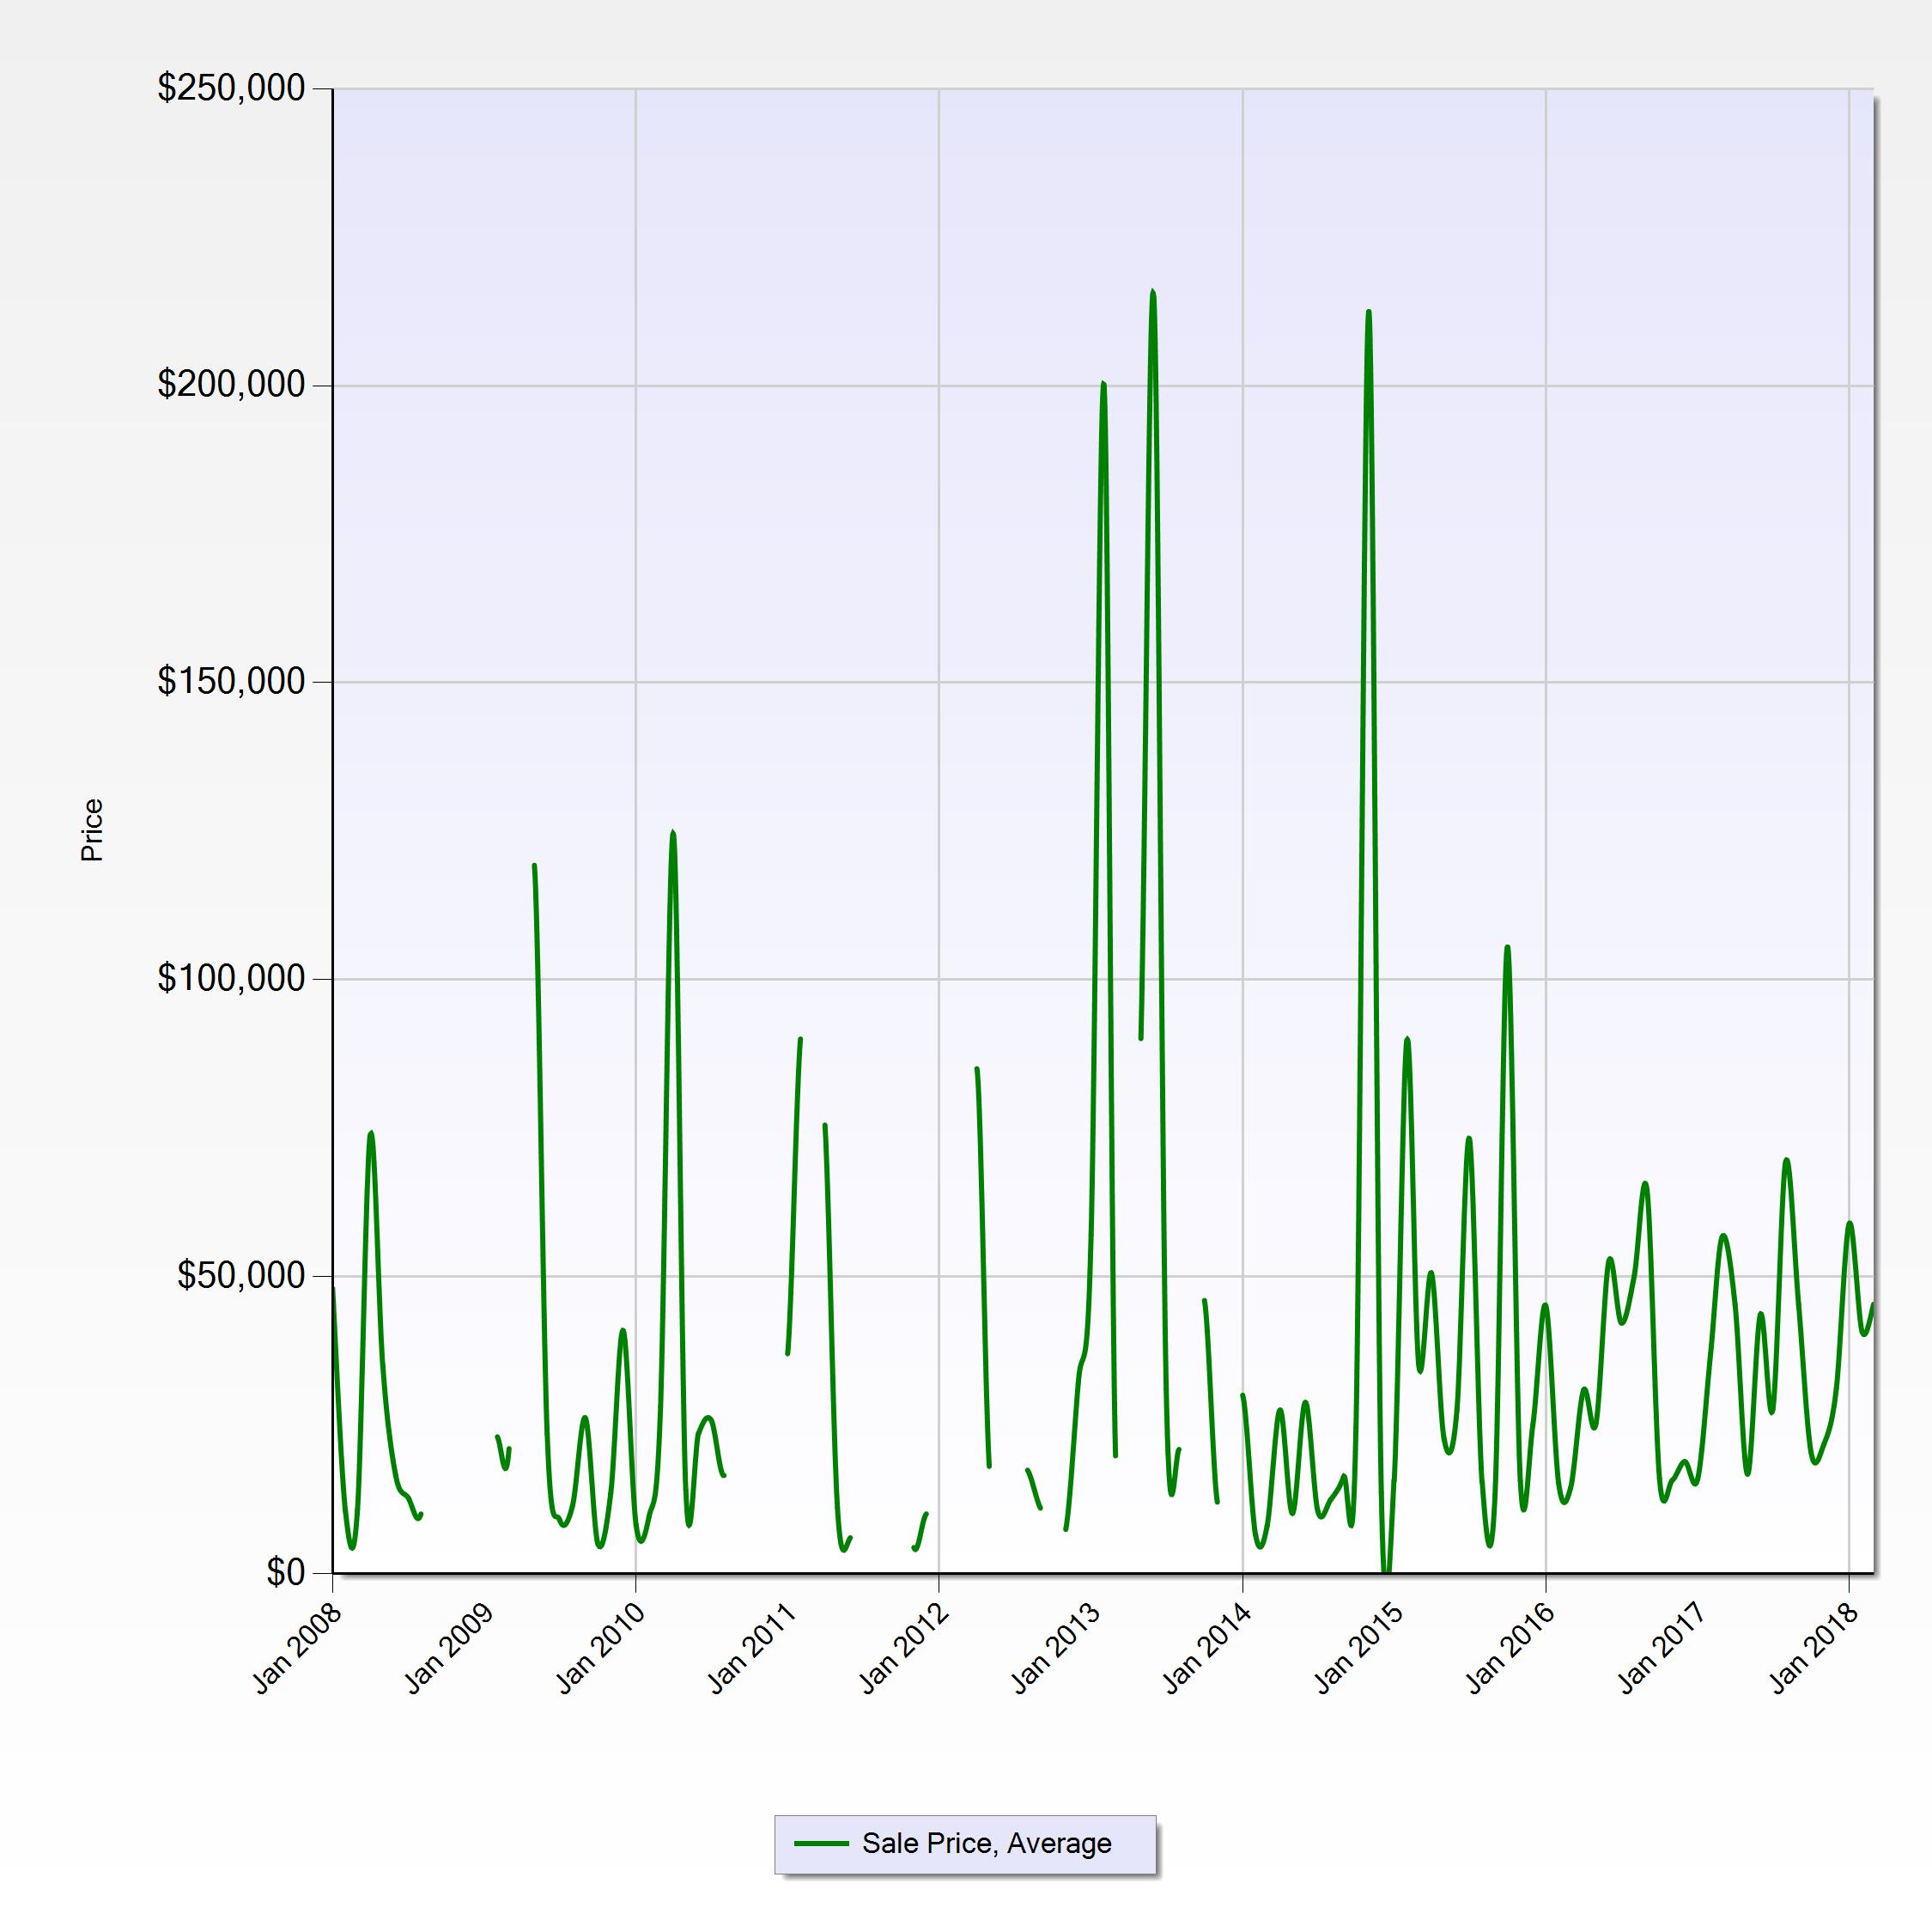 $250,000
$200,000
$150,000
$100,000
$50,000
$0
Price
Jan 2008
Jan 2009
Jan 2010
Jan 2011
Jan 2012
Jan 2013
Jan 2014
Jan 2015
Jan 2016
Jan 2017
Jan 2018
Sale Price, Average